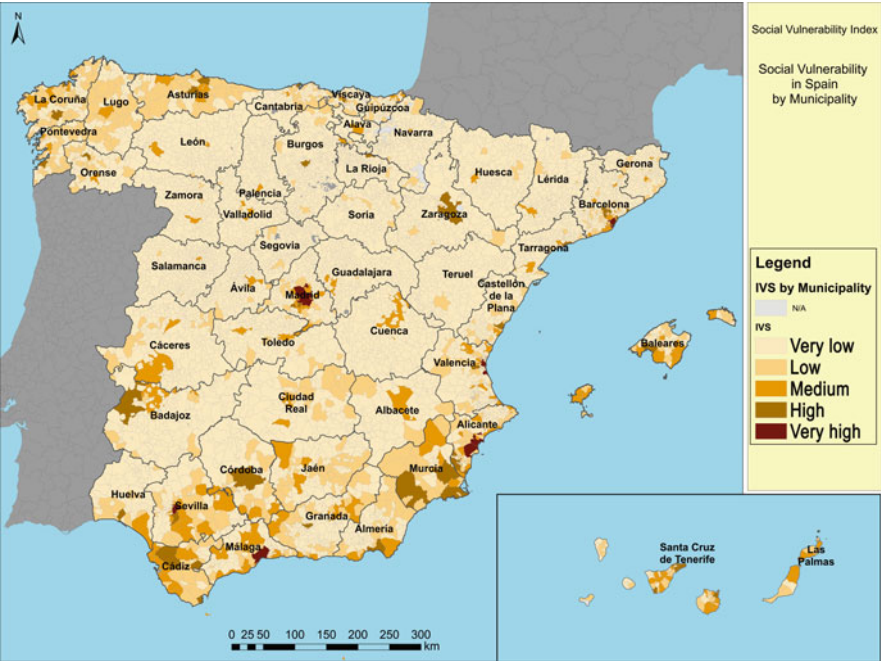 N
Social Vulnerability Index
Social Vulnerability
in Spain
by Municipality
Legend
IVS by Municipality
N/A
IVS
Very low
Low
Medium
High
Very high
La Coruña
Lugo
Asturias
Cantabria
Viscaya
Guipúzcoa
Alava
Navarra
Pontevedra
Orense
León
Burgos
La Rioja
Huesca
Lérida
Gerona
Barcelona
Zamora
Palencia
Valladolid
Soria
Zaragoza
Tarragona
Segovia
Salamanca
Ávila
Madrid
Guadalajara
Teruel
Castellón
de la
Plana
Cáceres
Toledo
Cuenca
Valencia
Baleares
Badajoz
Ciudad
Real
Albacete
Alicante
Córdoba
Jaén
Murcia
Huelva
Sevilla
Granada
Almería
Málaga
Cádiz
Santa Cruz
de Tenerife
Las
Palmas
0 25 50 100 150 200 250 300
km